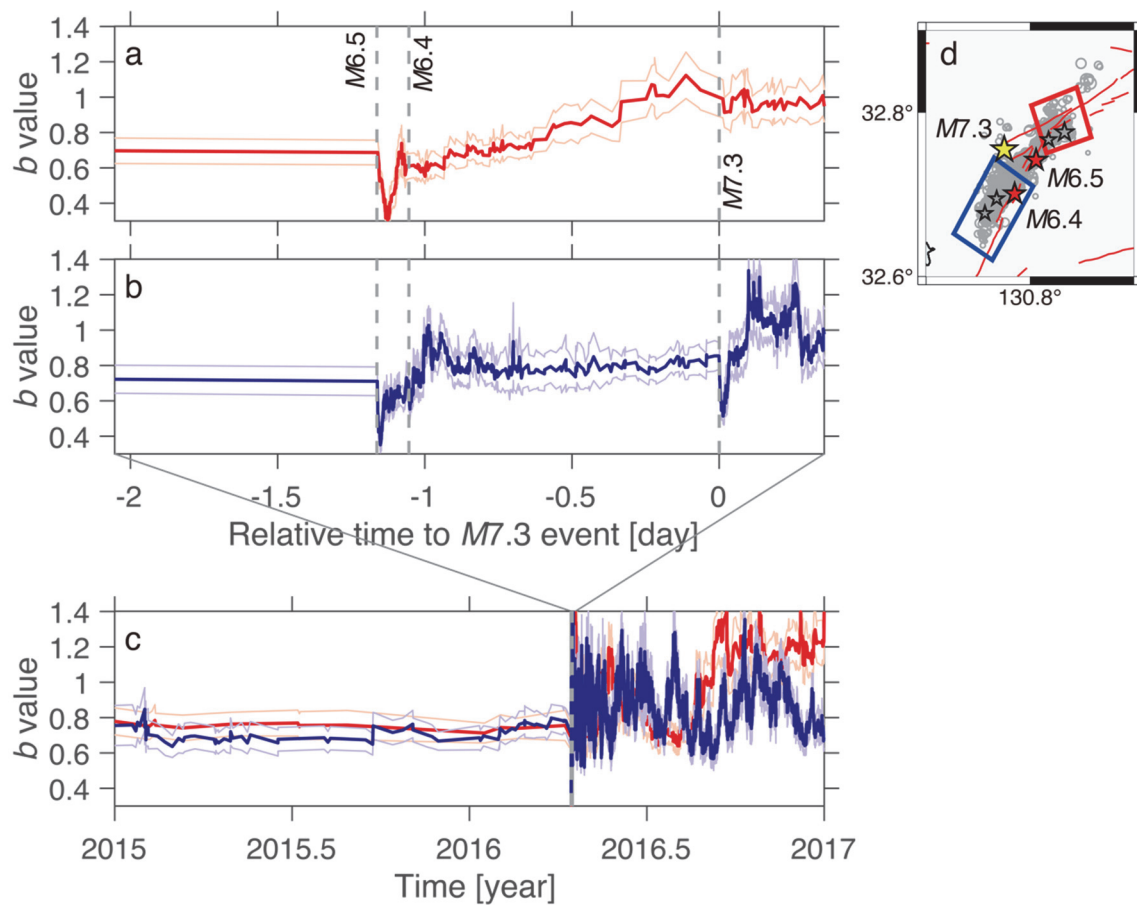 a
b value
1.4
1.2
1
0.8
0.6
0.4
M6.5
M6.4
M7.3
b
b value
1.4
1.2
1
0.8
0.6
0.4
-2
-1.5
-1
-0.5
0
Relative time to M7.3 event [day]
c
b value
1.4
1.2
1
0.8
0.6
0.4
2015
2015.5
2016
2016.5
2017
Time [year]
d
32.8°
32.6°
130.8°
M7.3
M6.5
M6.4